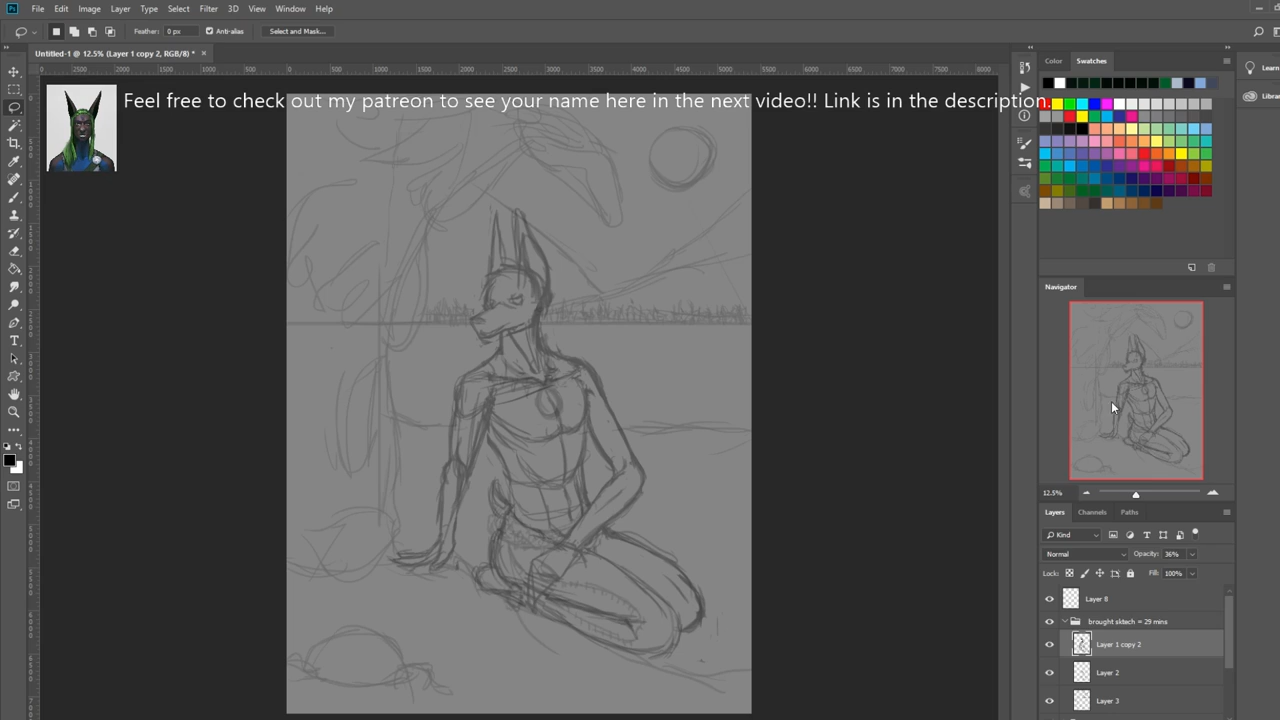 File Edit Image Layer Type Select Filter 3D View Window Help
Feather: 0 px Anti-alias Select and Mask...
Untitled-1 @ 12.5% (Layer 1 copy 2, RGB/8) * ×
Color Swatches
Learn
Feel free to check out my patreon to see your name here in the next video!! Link is in the description.
Navigator
12.5%
Layers Channels Paths
Kind
Normal Opacity: 36%
Lock: Fill: 100%
Layer 8
brought sktech = 29 mins
Layer 1 copy 2
Layer 2
Layer 3